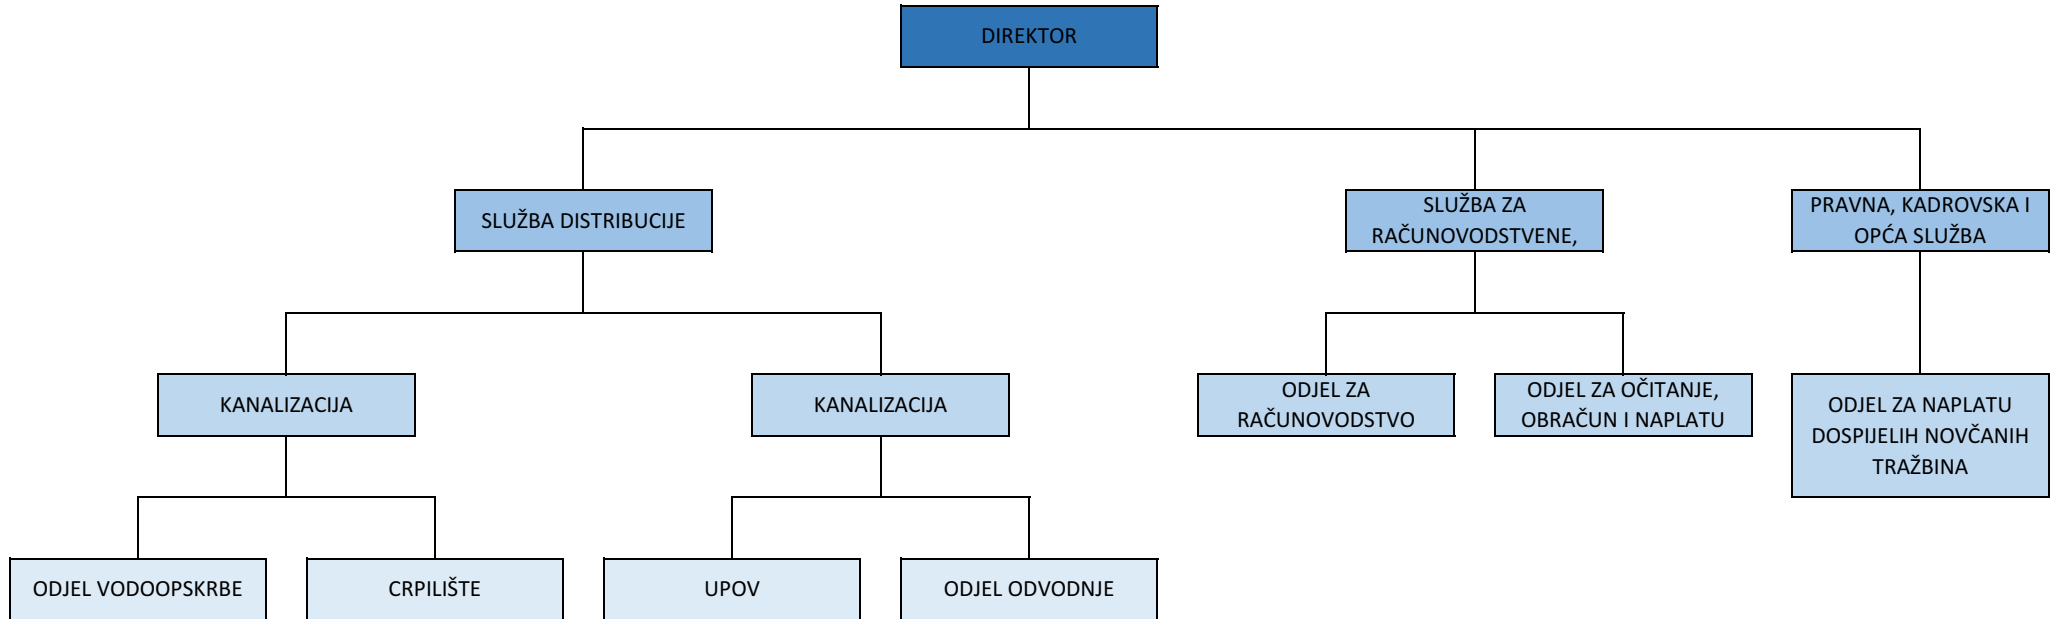 DIREKTOR
SLUŽBA DISTRIBUCIJE
SLUŽBA ZA
RAČUNOVODSTVENE,
PRAVNA, KADROVSKA I
OPĆA SLUŽBA
KANALIZACIJA
KANALIZACIJA
ODJEL ZA
RAČUNOVODSTVO
ODJEL ZA OČITANJE,
OBRAČUN I NAPLATU
ODJEL ZA NAPLATU
DOSPIJELIH NOVČANIH
TRAŽBINA
ODJEL VODOOPSKRBE
CRPILIŠTE
UPOV
ODJEL ODVODNJE